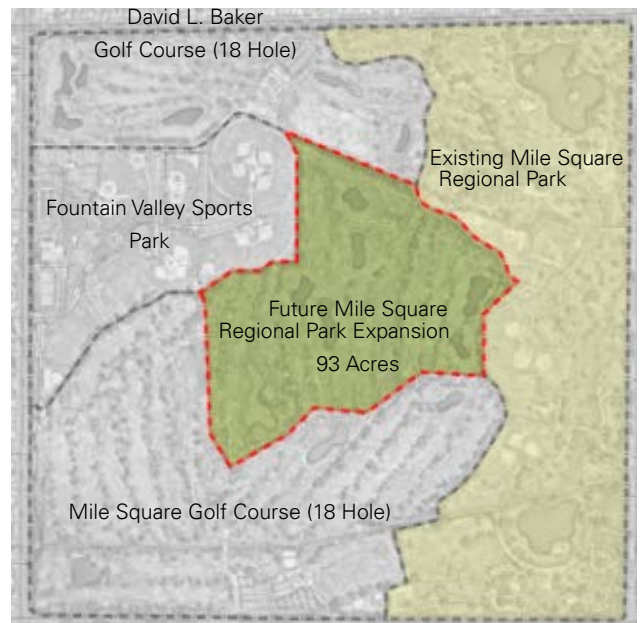 David L. Baker
Golf Course (18 Hole)
Existing Mile Square
Regional Park
Fountain Valley Sports
Park
Future Mile Square
Regional Park Expansion
93 Acres
Mile Square Golf Course (18 Hole)